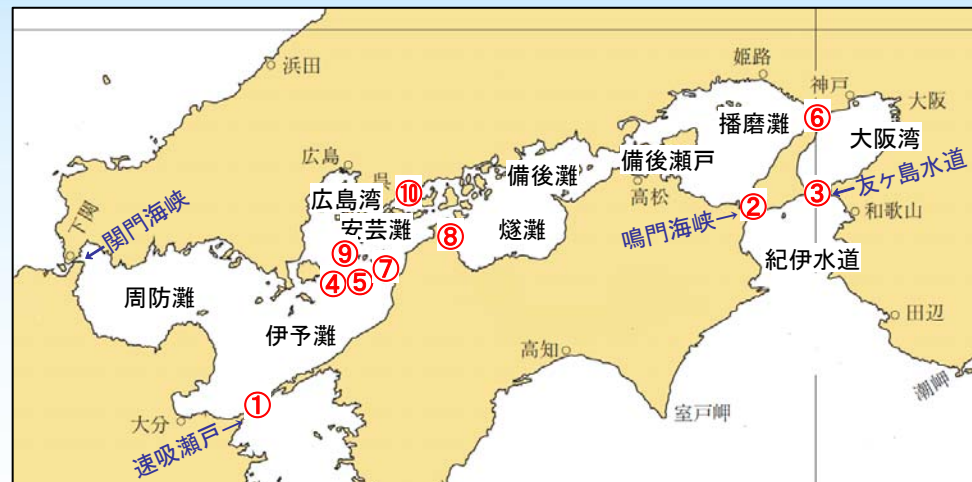 姫路
神戸
浜田
大阪
播磨灘
⑥
大阪湾
広島
呉
備後灘
備後瀬戸
広島湾
⑩
高松
③
←友ヶ島水道
下関
←関門海峡
安芸灘
⑧
燧灘
②
和歌山
鳴門海峡→
⑨
④
⑤
⑦
紀伊水道
周防灘
伊予灘
田辺
高知
潮岬
①
大分
速吸瀬戸→
室戸岬